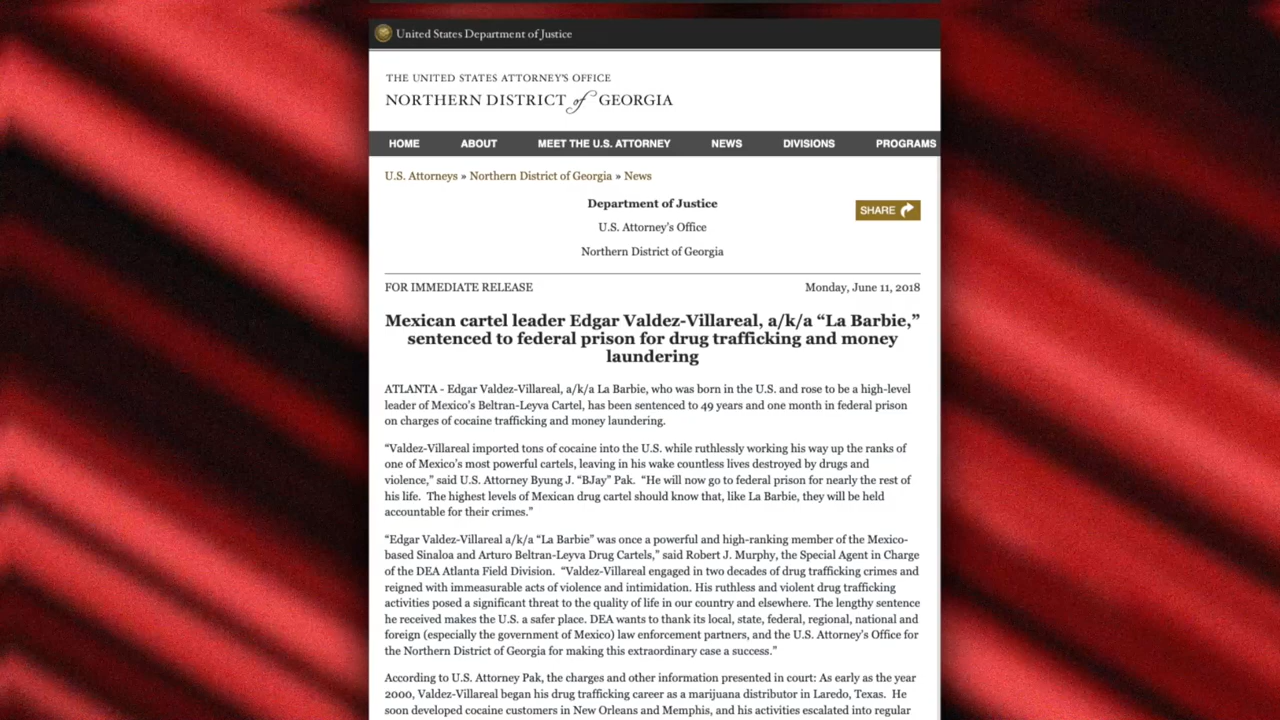 United States Department of Justice
THE UNITED STATES ATTORNEY'S OFFICE
NORTHERN DISTRICT of GEORGIA
HOME ABOUT MEET THE U.S. ATTORNEY NEWS DIVISIONS PROGRAMS
U.S. Attorneys » Northern District of Georgia » News
Department of Justice
SHARE
U.S. Attorney's Office
Northern District of Georgia
FOR IMMEDIATE RELEASE Monday, June 11, 2018
Mexican cartel leader Edgar Valdez-Villareal, a/k/a “La Barbie,”
sentenced to federal prison for drug trafficking and money
laundering
ATLANTA - Edgar Valdez-Villareal, a/k/a La Barbie, who was born in the U.S. and rose to be a high-level
leader of Mexico's Beltran-Leyva Cartel, has been sentenced to 49 years and one month in federal prison
on charges of cocaine trafficking and money laundering.
“Valdez-Villareal imported tons of cocaine into the U.S. while ruthlessly working his way up the ranks of
one of Mexico's most powerful cartels, leaving in his wake countless lives destroyed by drugs and
violence,” said U.S. Attorney Byung J. “BJay” Pak. “He will now go to federal prison for nearly the rest of
his life. The highest levels of Mexican drug cartel should know that, like La Barbie, they will be held
accountable for their crimes.”
“Edgar Valdez-Villareal a/k/a “La Barbie” was once a powerful and high-ranking member of the Mexico-
based Sinaloa and Arturo Beltran-Leyva Drug Cartels,” said Robert J. Murphy, the Special Agent in Charge
of the DEA Atlanta Field Division. “Valdez-Villareal engaged in two decades of drug trafficking crimes and
reigned with immeasurable acts of violence and intimidation. His ruthless and violent drug trafficking
activities posed a significant threat to the quality of life in our country and elsewhere. The lengthy sentence
he received makes the U.S. a safer place. DEA wants to thank its local, state, federal, regional, national and
foreign (especially the government of Mexico) law enforcement partners, and the U.S. Attorney's Office for
the Northern District of Georgia for making this extraordinary case a success.”
According to U.S. Attorney Pak, the charges and other information presented in court: As early as the year
2000, Valdez-Villareal began his drug trafficking career as a marijuana distributor in Laredo, Texas. He
soon developed cocaine customers in New Orleans and Memphis, and his activities escalated into regular